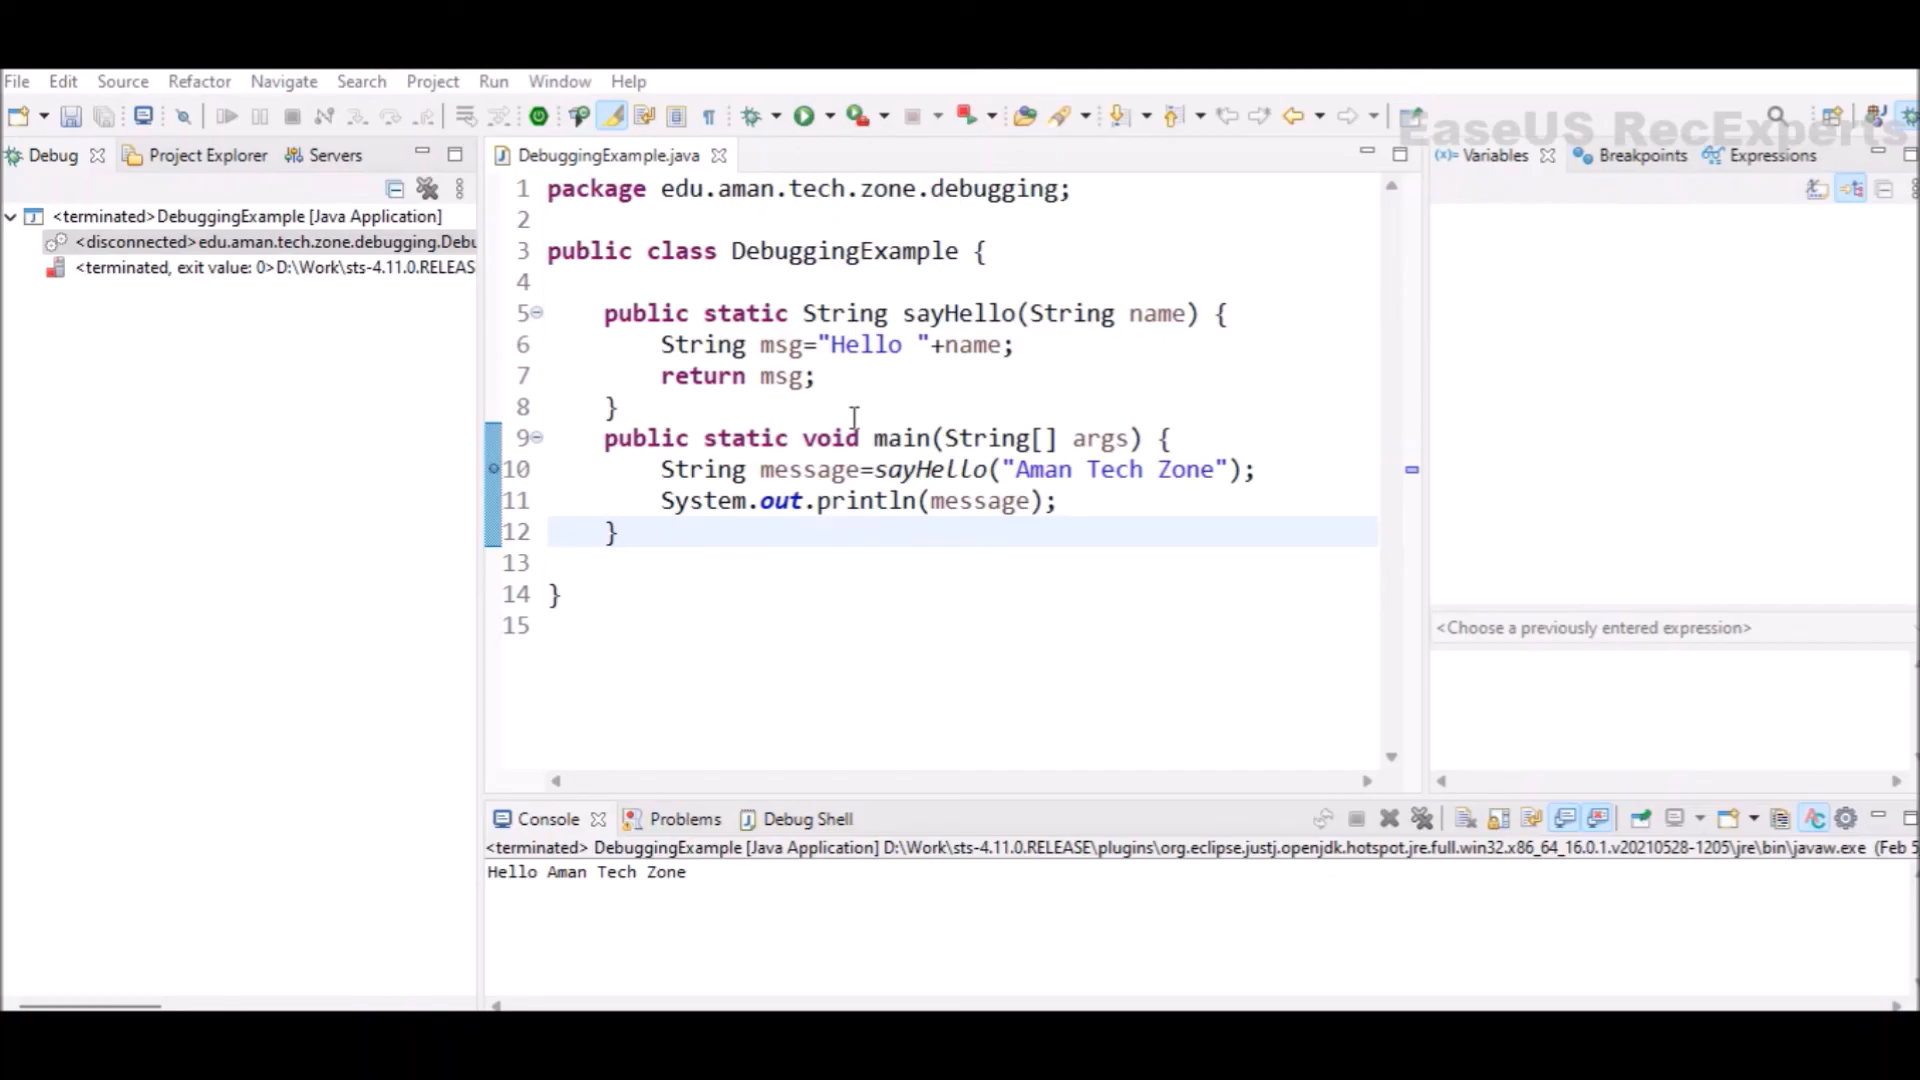 File Edit Source Refactor Navigate Search Project Run Window Help
EaseUS RecExperts
Debug Project Explorer Servers
DebuggingExample.java
(x)= Variables Breakpoints Expressions
<terminated>DebuggingExample [Java Application]
<disconnected>edu.aman.tech.zone.debugging.Debu
<terminated, exit value: 0>D:\Work\sts-4.11.0.RELEAS
1 package edu.aman.tech.zone.debugging;
2
3 public class DebuggingExample {
4
5 public static String sayHello(String name) {
6 String msg="Hello "+name;
7 return msg;
8 }
9 public static void main(String[] args) {
10 String message=sayHello("Aman Tech Zone");
11 System.out.println(message);
12 }
13
14 }
15
<Choose a previously entered expression>
Console Problems Debug Shell
<terminated> DebuggingExample [Java Application] D:\Work\sts-4.11.0.RELEASE\plugins\org.eclipse.justj.openjdk.hotspot.jre.full.win32.x86_64_16.0.1.v20210528-1205\jre\bin\javaw.exe (Feb 5
Hello Aman Tech Zone